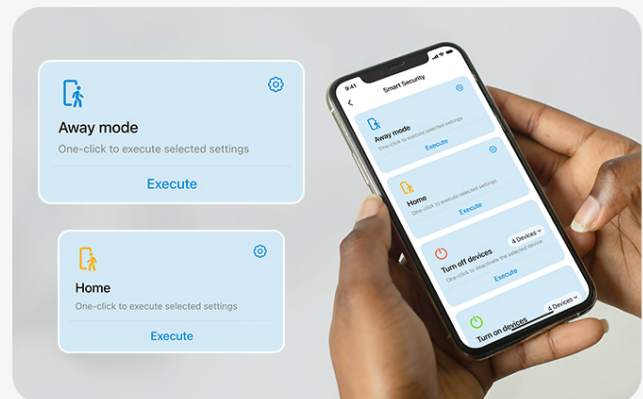 Away mode
One-click to execute selected settings
Execute
Home
One-click to execute selected settings
Execute
9:41
Smart Security
Away mode
One-click to execute selected settings
Execute
Home
One-click to execute selected settings
Execute
Turn off devices
4 Devices
One-click to deactivate the selected device
Execute
Turn on devices
4 Devices